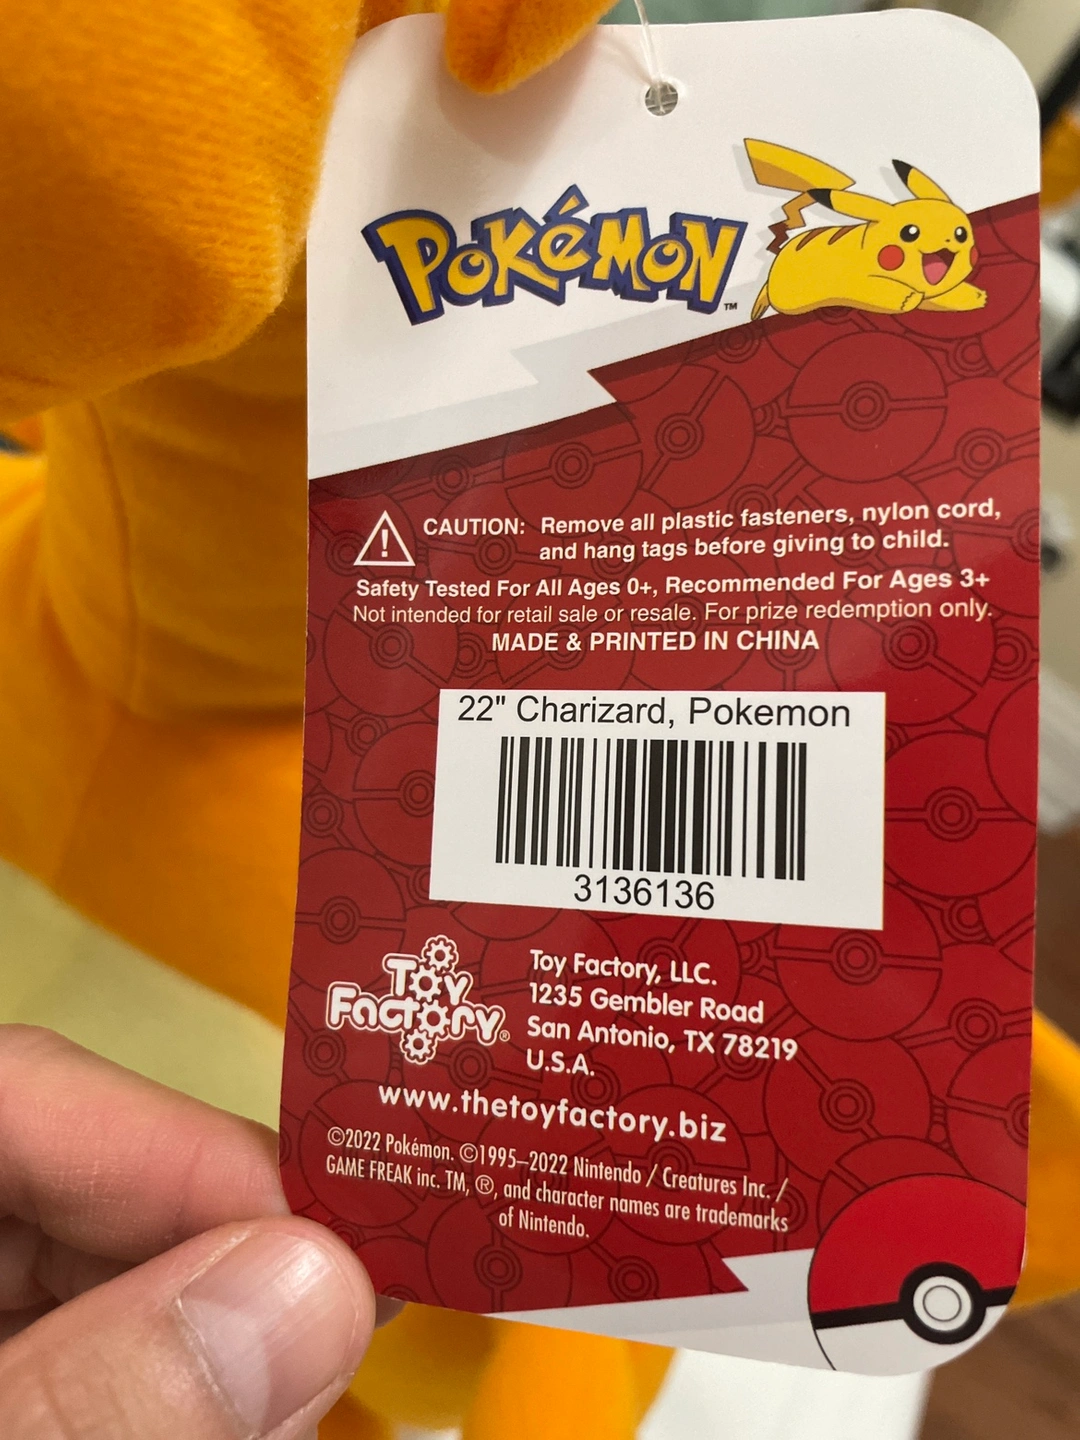 POKéMON™
CAUTION: Remove all plastic fasteners, nylon cord,
and hang tags before giving to child.
Safety Tested For All Ages 0+, Recommended For Ages 3+
Not intended for retail sale or resale. For prize redemption only.
MADE & PRINTED IN CHINA
22" Charizard, Pokemon
3136136
Toy Factory®
Toy Factory, LLC.
1235 Gembler Road
San Antonio, TX 78219
U.S.A.
www.thetoyfactory.biz
©2022 Pokémon. ©1995–2022 Nintendo / Creatures Inc. /
GAME FREAK inc. TM, ®, and character names are trademarks
of Nintendo.